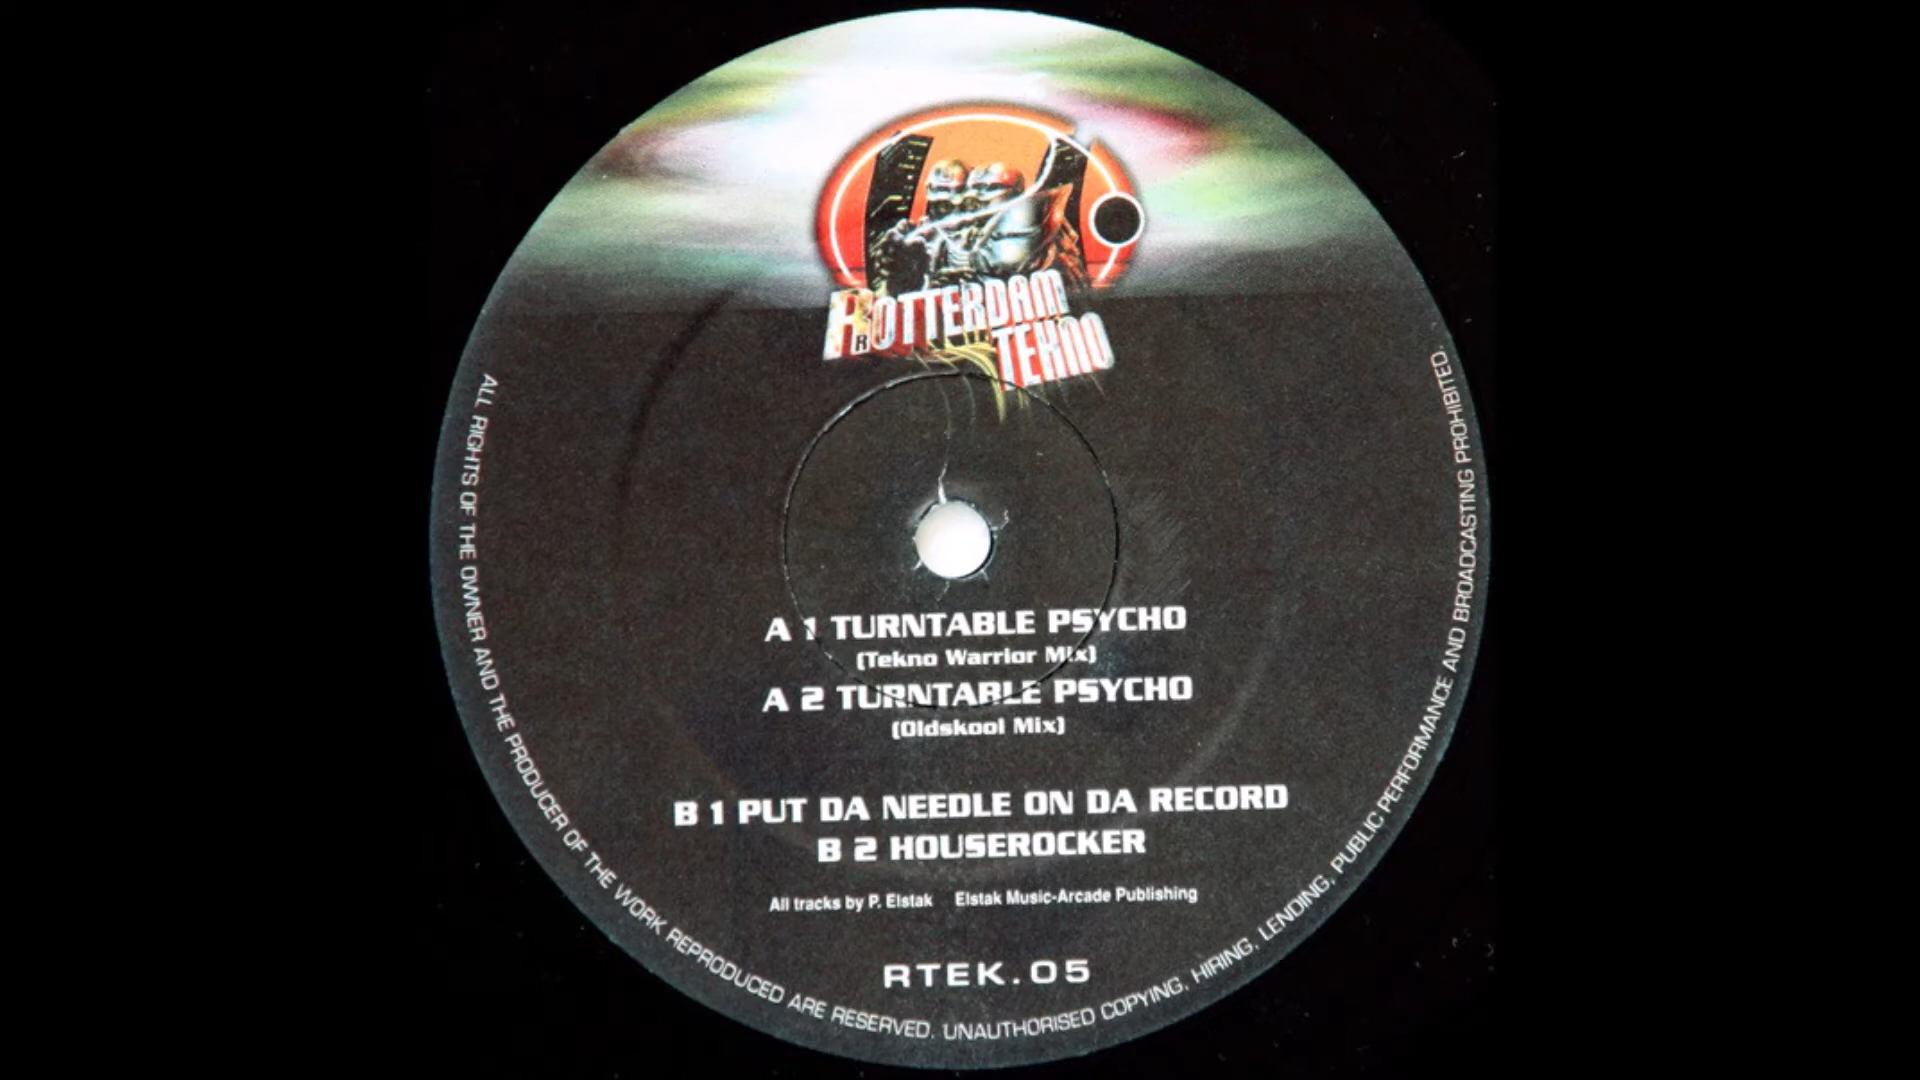 ROTTERDAM
TEKNO
A 1 TURNTABLE PSYCHO
(Tekno Warrior Mix)
A 2 TURNTABLE PSYCHO
(Oldskool Mix)
B 1 PUT DA NEEDLE ON DA RECORD
B 2 HOUSEROCKER
All tracks by P. Elstak Elstak Music-Arcade Publishing
RTEK.05
ALL RIGHTS OF THE OWNER AND THE PRODUCER OF THE WORK REPRODUCED ARE RESERVED. UNAUTHORISED COPYING, HIRING, LENDING, PUBLIC PERFORMANCE AND BROADCASTING PROHIBITED.